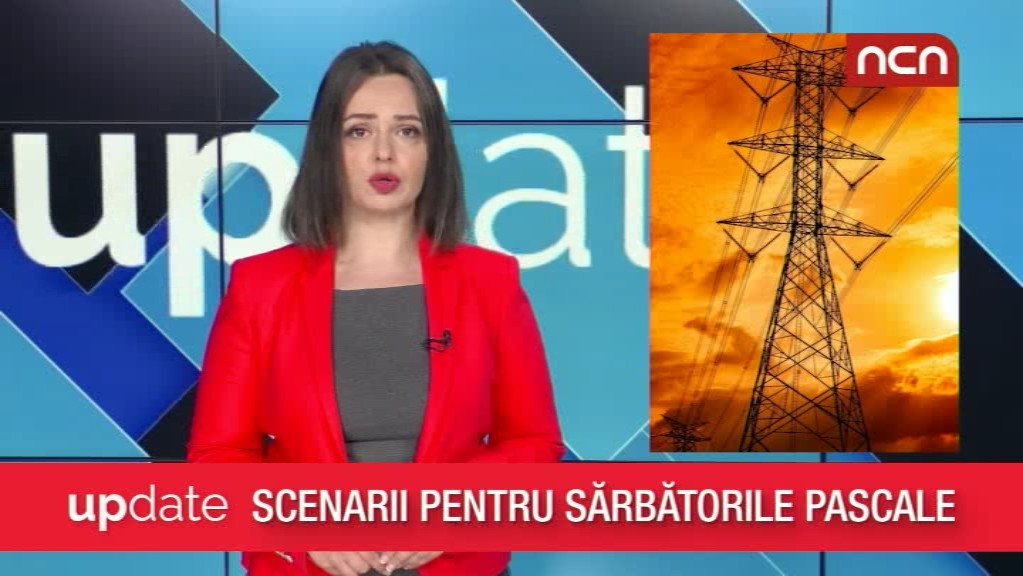 ncn
update
update SCENARII PENTRU SĂRBĂTORILE PASCALE